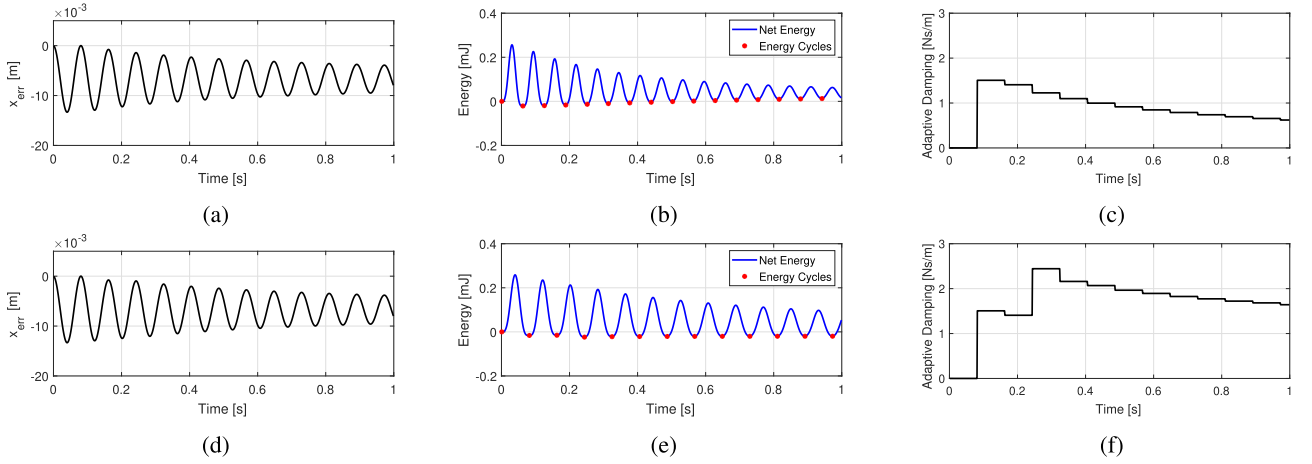 ×10⁻³
0
-10
-20
x_err [m]
0 0.2 0.4 0.6 0.8 1
Time [s]
(a)
0.4
0.2
0
-0.2
Energy [mJ]
Net Energy
Energy Cycles
0 0.2 0.4 0.6 0.8 1
Time [s]
(b)
3
2
1
0
Adaptive Damping [Ns/m]
0 0.2 0.4 0.6 0.8 1
Time [s]
(c)
×10⁻³
0
-10
-20
x_err [m]
0 0.2 0.4 0.6 0.8 1
Time [s]
(d)
0.4
0.2
0
-0.2
Energy [mJ]
Net Energy
Energy Cycles
0 0.2 0.4 0.6 0.8 1
Time [s]
(e)
3
2
1
0
Adaptive Damping [Ns/m]
0 0.2 0.4 0.6 0.8 1
Time [s]
(f)